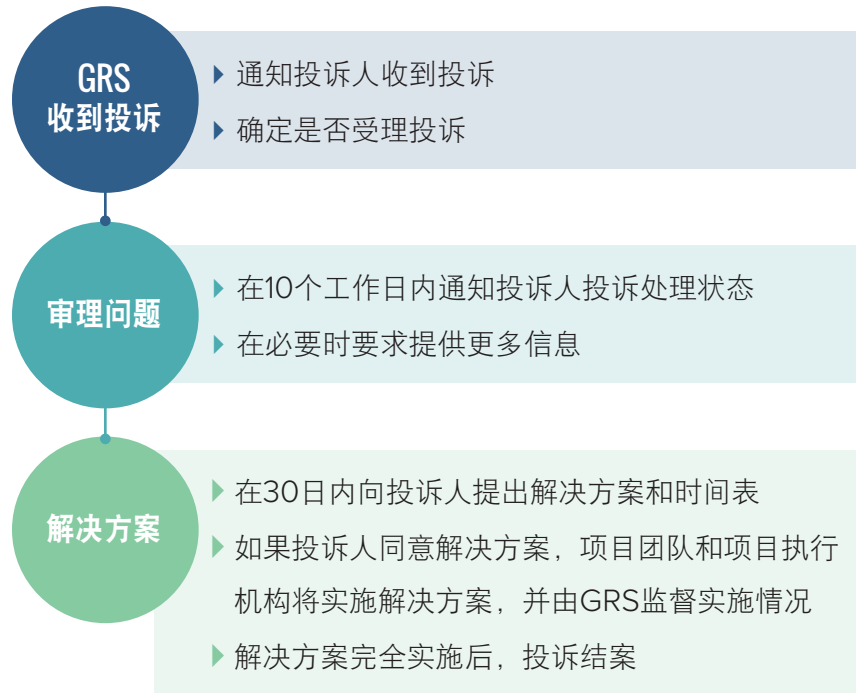 GRS
收到投诉
通知投诉人收到投诉
确定是否受理投诉
审理问题
在10个工作日内通知投诉人投诉处理状态
在必要时要求提供更多信息
解决方案
在30日内向投诉人提出解决方案和时间表
如果投诉人同意解决方案，项目团队和项目执行
机构将实施解决方案，并由GRS监督实施情况
解决方案完全实施后，投诉结案